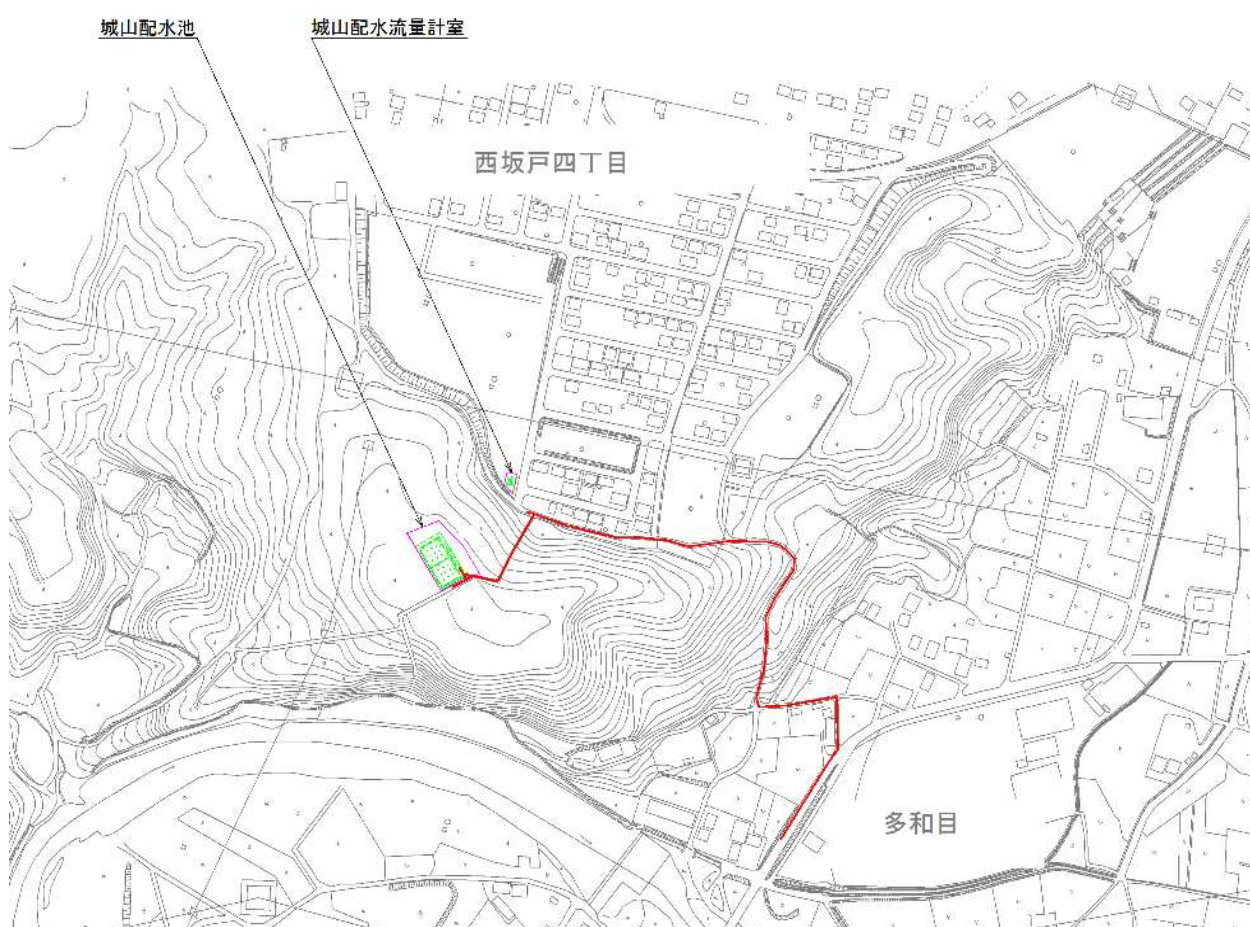 城山配水池
城山配水流量計室
西坂戸四丁目
多和目